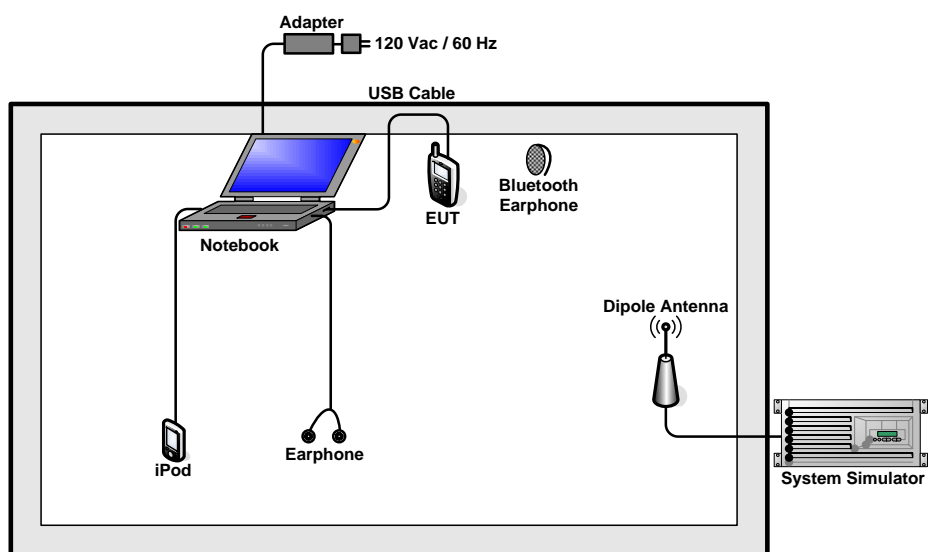 Adapter
120 Vac / 60 Hz
USB Cable
Bluetooth
Earphone
EUT
Notebook
Dipole Antenna
iPod
Earphone
System Simulator